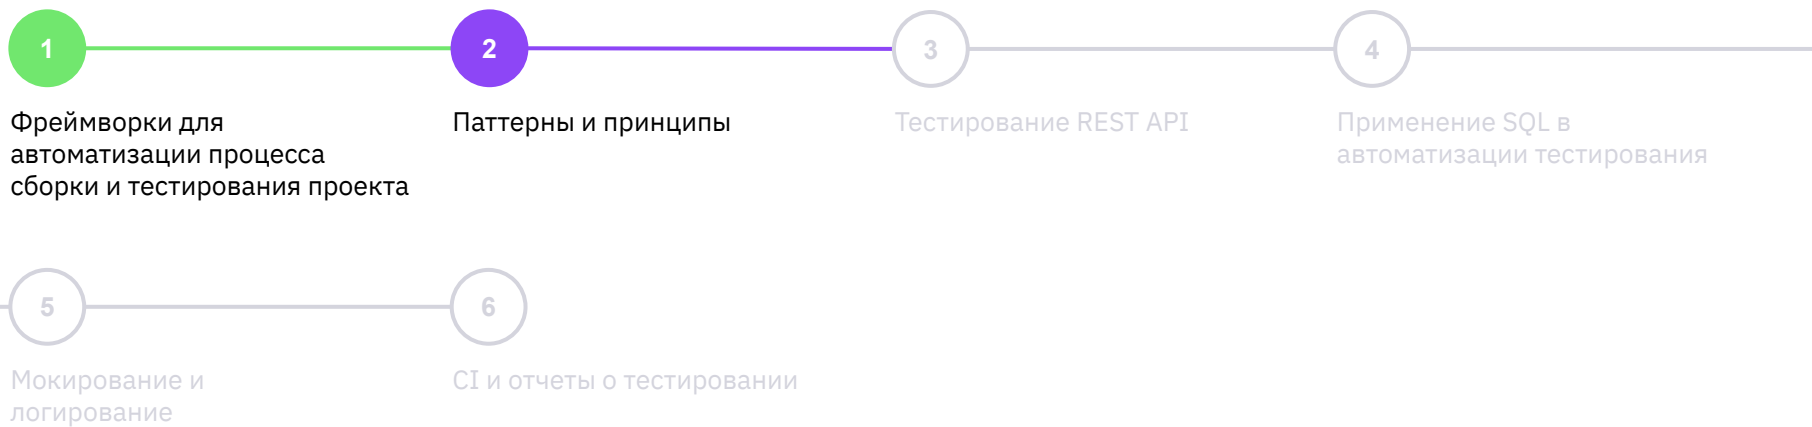 1
2
3
4
Фреймворки для
автоматизации процесса
сборки и тестирования проекта
Паттерны и принципы
Тестирование REST API
Применение SQL в
автоматизации тестирования
5
6
Мокирование и
логирование
CI и отчеты о тестировании